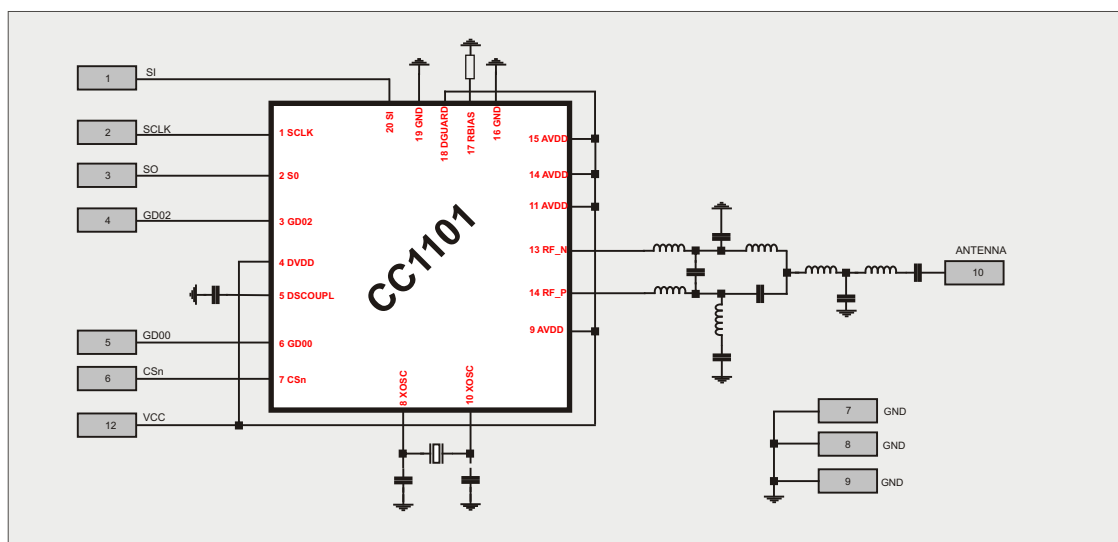 1 SI
2 SCLK
3 SO
4 GD02
5 GD00
6 CSn
12 VCC
20 SI
19 GND
18 DGUARD
17 RBIAS
16 GND
1 SCLK
2 S0
3 GD02
4 DVDD
5 DSCOUPL
6 GD00
7 CSn
CC1101
15 AVDD
14 AVDD
11 AVDD
13 RF_N
14 RF_P
9 AVDD
8 XOSC
10 XOSC
ANTENNA
10
7 GND
8 GND
9 GND